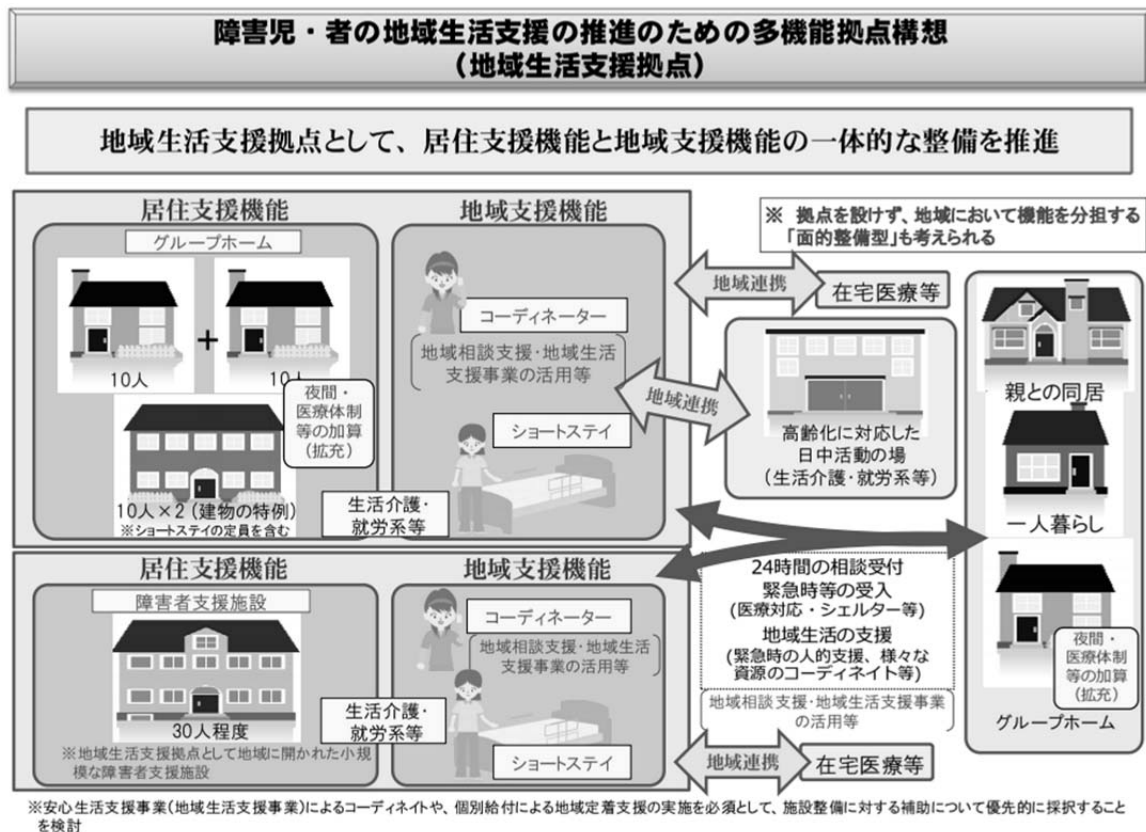 障害児・者の地域生活支援の推進のための多機能拠点構想
（地域生活支援拠点）
地域生活支援拠点として、居住支援機能と地域支援機能の一体的な整備を推進
居住支援機能
グループホーム
+
10人
10人
夜間・
医療体制
等の加算
（拡充）
10人×2（建物の特例）
※ショートステイの定員を含む
地域支援機能
コーディネーター
地域相談支援・地域生活
支援事業の活用等
ショートステイ
生活介護・
就労系等
居住支援機能
障害者支援施設
30人程度
※地域生活支援拠点として地域に開かれた小規
模な障害者支援施設
地域支援機能
コーディネーター
地域相談支援・地域生活
支援事業の活用等
生活介護・
就労系等
ショートステイ
※ 拠点を設けず、地域において機能を分担する
「面的整備型」も考えられる
地域連携
在宅医療等
地域連携
高齢化に対応した
日中活動の場
（生活介護・就労系等）
24時間の相談受付
緊急時等の受入
（医療対応・シェルター等）
地域生活の支援
（緊急時の人的支援、様々な
資源のコーディネイト等）
地域相談支援・地域生活支援事業
の活用等
地域連携
在宅医療等
親との同居
一人暮らし
夜間・
医療体制
等の加算
（拡充）
グループホーム
※安心生活支援事業（地域生活支援事業）によるコーディネイトや、個別給付による地域定着支援の実施を必須として、施設整備に対する補助について優先的に採択すること
を検討